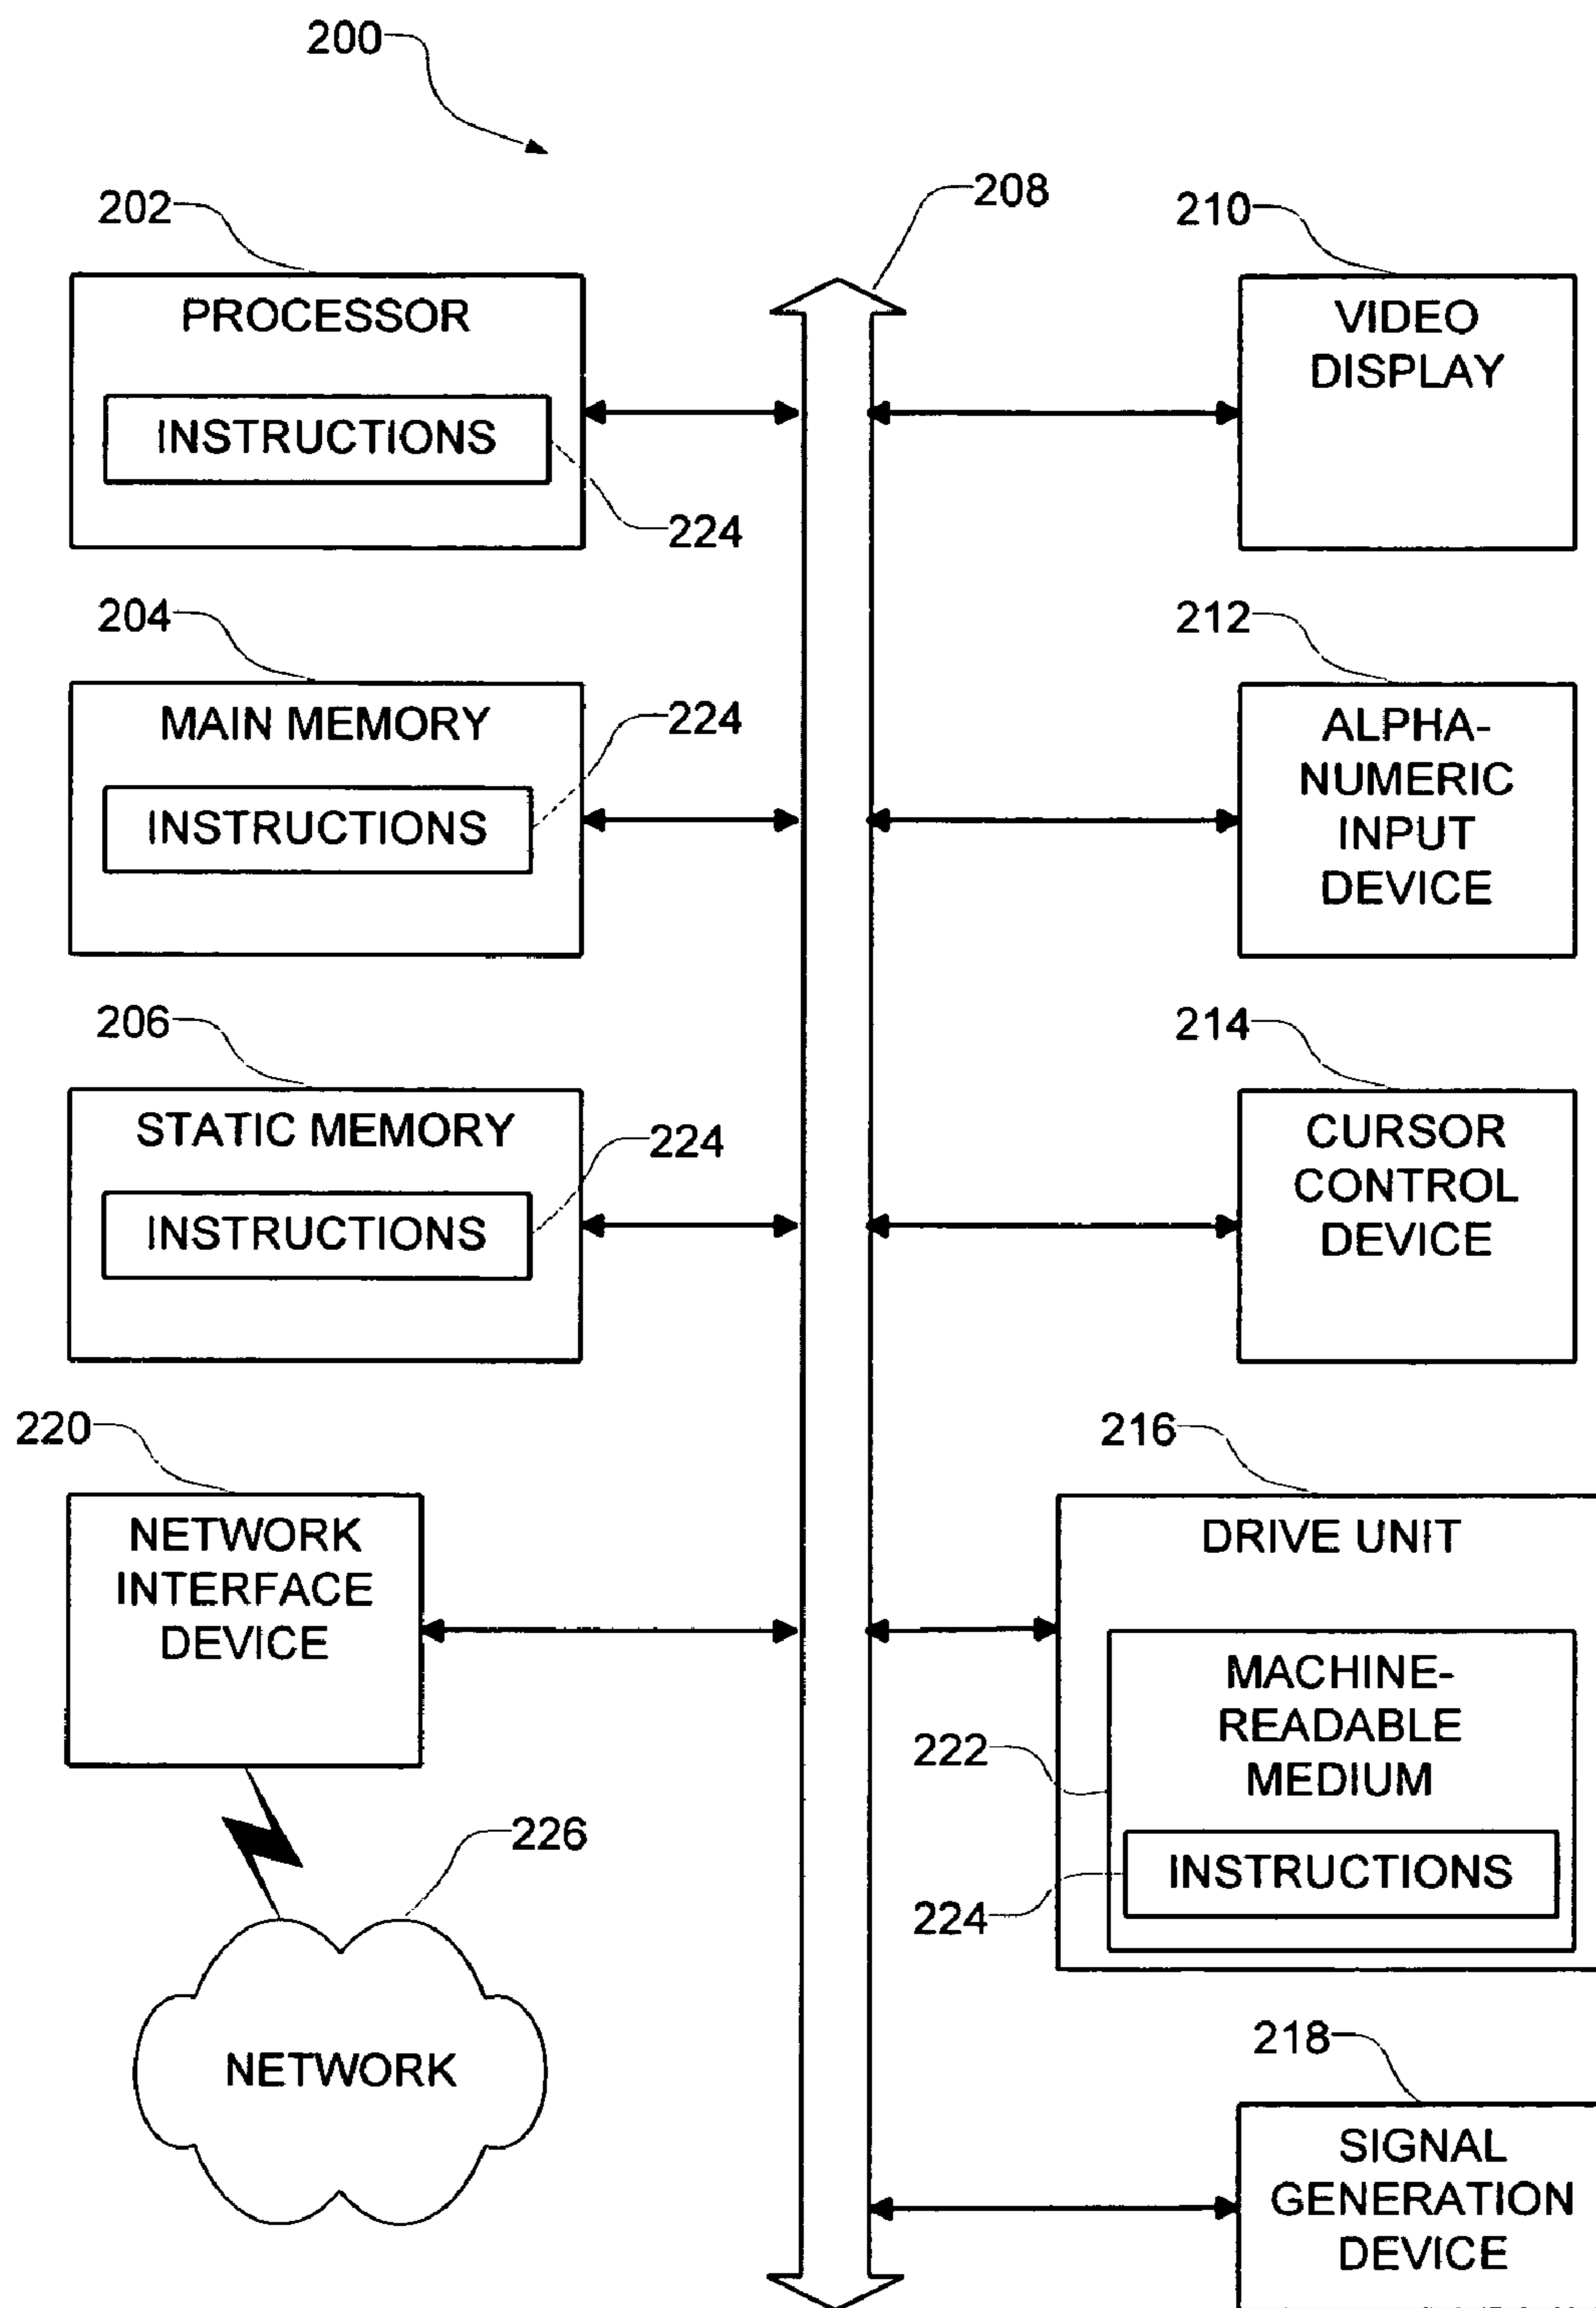 200
202
208
210
PROCESSOR
INSTRUCTIONS
224
VIDEO
DISPLAY
204
212
MAIN MEMORY
224
INSTRUCTIONS
ALPHA-
NUMERIC
INPUT
DEVICE
206
214
STATIC MEMORY
224
INSTRUCTIONS
CURSOR
CONTROL
DEVICE
220
216
NETWORK
INTERFACE
DEVICE
DRIVE UNIT
MACHINE-
READABLE
MEDIUM
222
INSTRUCTIONS
224
226
NETWORK
218
SIGNAL
GENERATION
DEVICE